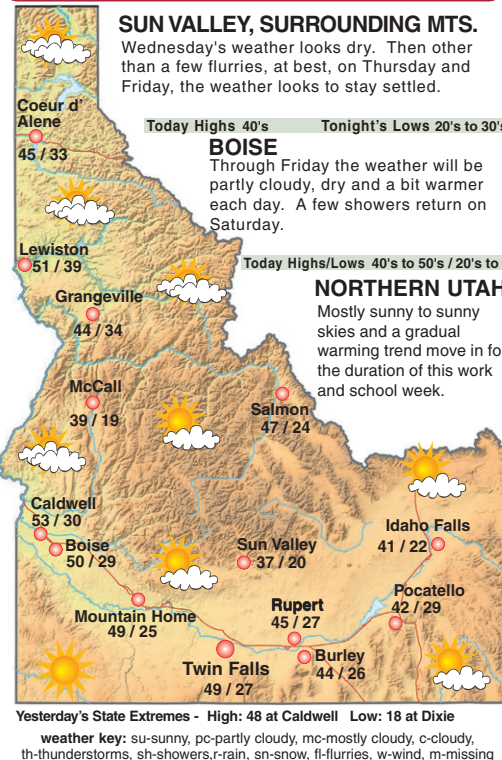 SUN VALLEY, SURROUNDING MTS.
Wednesday's weather looks dry. Then other
than a few flurries, at best, on Thursday and
Friday, the weather looks to stay settled.
Today Highs 40's Tonight's Lows 20's to 30's
BOISE
Through Friday the weather will be
partly cloudy, dry and a bit warmer
each day. A few showers return on
Saturday.
Today Highs/Lows 40's to 50's / 20's to
NORTHERN UTAH
Mostly sunny to sunny
skies and a gradual
warming trend move in fo
the duration of this work
and school week.
Coeur d'
Alene
45 / 33
Lewiston
51 / 39
Grangeville
44 / 34
McCall
39 / 19
Salmon
47 / 24
Caldwell
53 / 30
Boise
50 / 29
Sun Valley
37 / 20
Idaho Falls
41 / 22
Pocatello
42 / 29
Mountain Home
49 / 25
Rupert
45 / 27
Twin Falls
49 / 27
Burley
44 / 26
Yesterday's State Extremes - High: 48 at Caldwell Low: 18 at Dixie
weather key: su-sunny, pc-partly cloudy, mc-mostly cloudy, c-cloudy,
th-thunderstorms, sh-showers,r-rain, sn-snow, fl-flurries, w-wind, m-missing